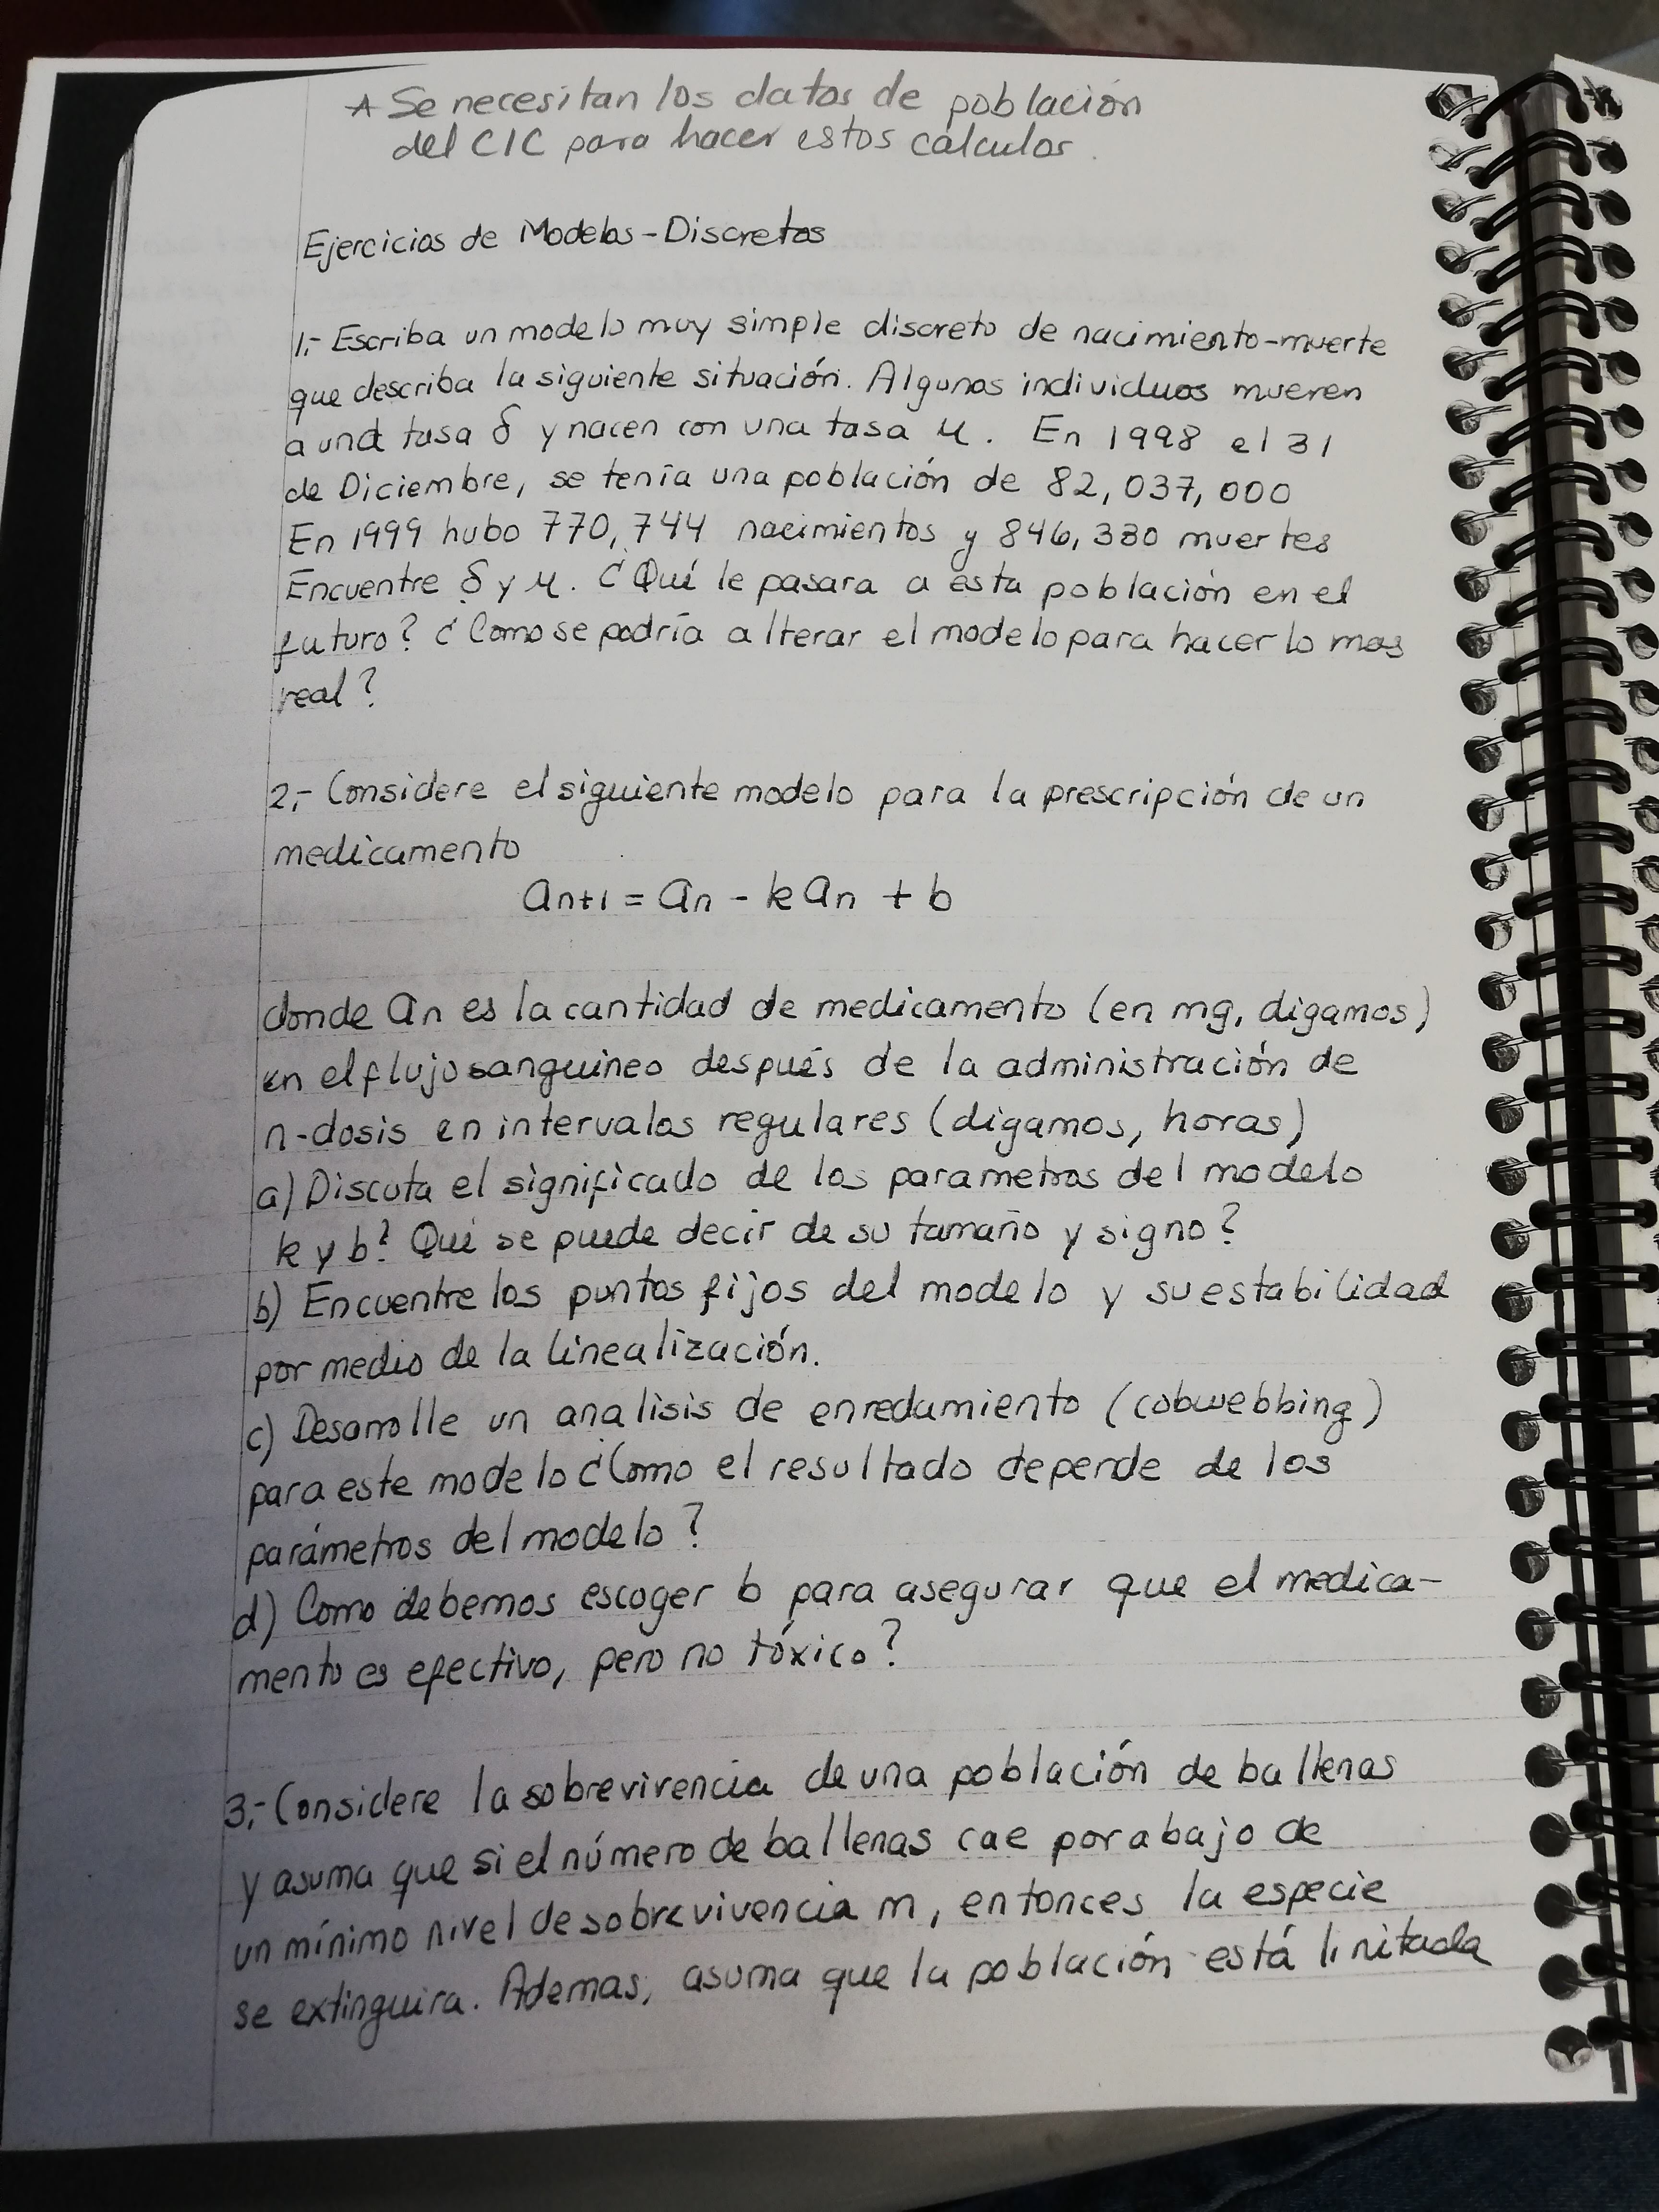 * Se necesitan los datos de población
del CIC para hacer estos cálculos.
Ejercicios de Modelos-Discretos
1.- Escriba un modelo muy simple discreto de nacimiento-muerte
que describa la siguiente situación. Algunos individuos mueren
a una tasa δ y nacen con una tasa μ. En 1998 el 31
de Diciembre, se tenía una población de 82,037,000
En 1999 hubo 770,744 nacimientos y 846,330 muertes
Encuentre δ y μ. ¿Qué le pasara a esta población en el
futuro? ¿Como se podría alterar el modelo para hacerlo mas
real?
2.- Considere el siguiente modelo para la prescripción de un
medicamento
an+1 = an - k an + b
donde an es la cantidad de medicamento (en mg, digamos)
en el flujo sanguineo después de la administración de
n-dosis en intervalos regulares (digamos, horas)
a) Discuta el significado de los parametros del modelo
k y b? Qué se puede decir de su tamaño y signo?
b) Encuentre los puntos fijos del modelo y su estabilidad
por medio de la linealización.
c) Desarrolle un analisis de enredamiento (cobwebbing)
para este modelo ¿Como el resultado depende de los
parámetros del modelo?
d) Como debemos escoger b para asegurar que el medica-
mento es efectivo, pero no tóxico?
3.- Considere la sobrevivencia de una población de ballenas
y asuma que si el número de ballenas cae por abajo de
un mínimo nivel de sobrevivencia m, entonces la especie
se extinguira. Ademas, asuma que la población está limitada